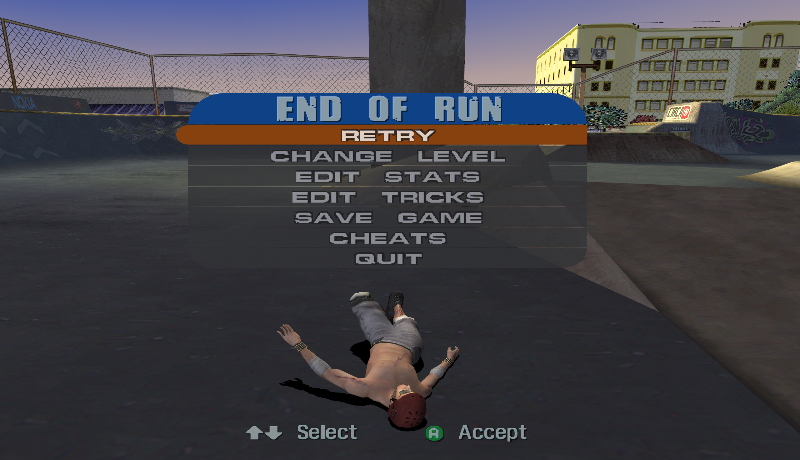 END OF RUN
RETRY
CHANGE LEVEL
EDIT STATS
EDIT TRICKS
SAVE GAME
CHEATS
QUIT
Select
A Accept